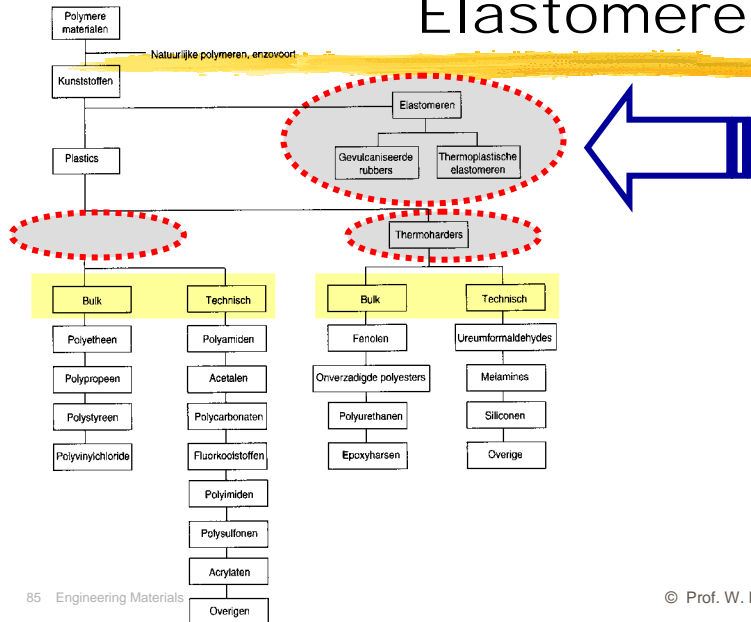 Elastomere
Polymere
materialen
Natuurlijke polymeren, enzovoort
Kunststoffen
Elastomeren
Gevulcaniseerde
rubbers
Thermoplastische
elastomeren
Plastics
Thermoharders
Bulk
Technisch
Bulk
Technisch
Polyetheen
Polyamiden
Fenolen
Ureumformaldehydes
Polypropeen
Acetalen
Onverzadigde polyesters
Melamines
Polystyreen
Polycarbonaten
Polyurethanen
Siliconen
Polyvinylchloride
Fluorkoolstoffen
Epoxyharsen
Overige
Polyimiden
Polysulfonen
Acrylaten
Overigen
85 Engineering Materials
© Prof. W.